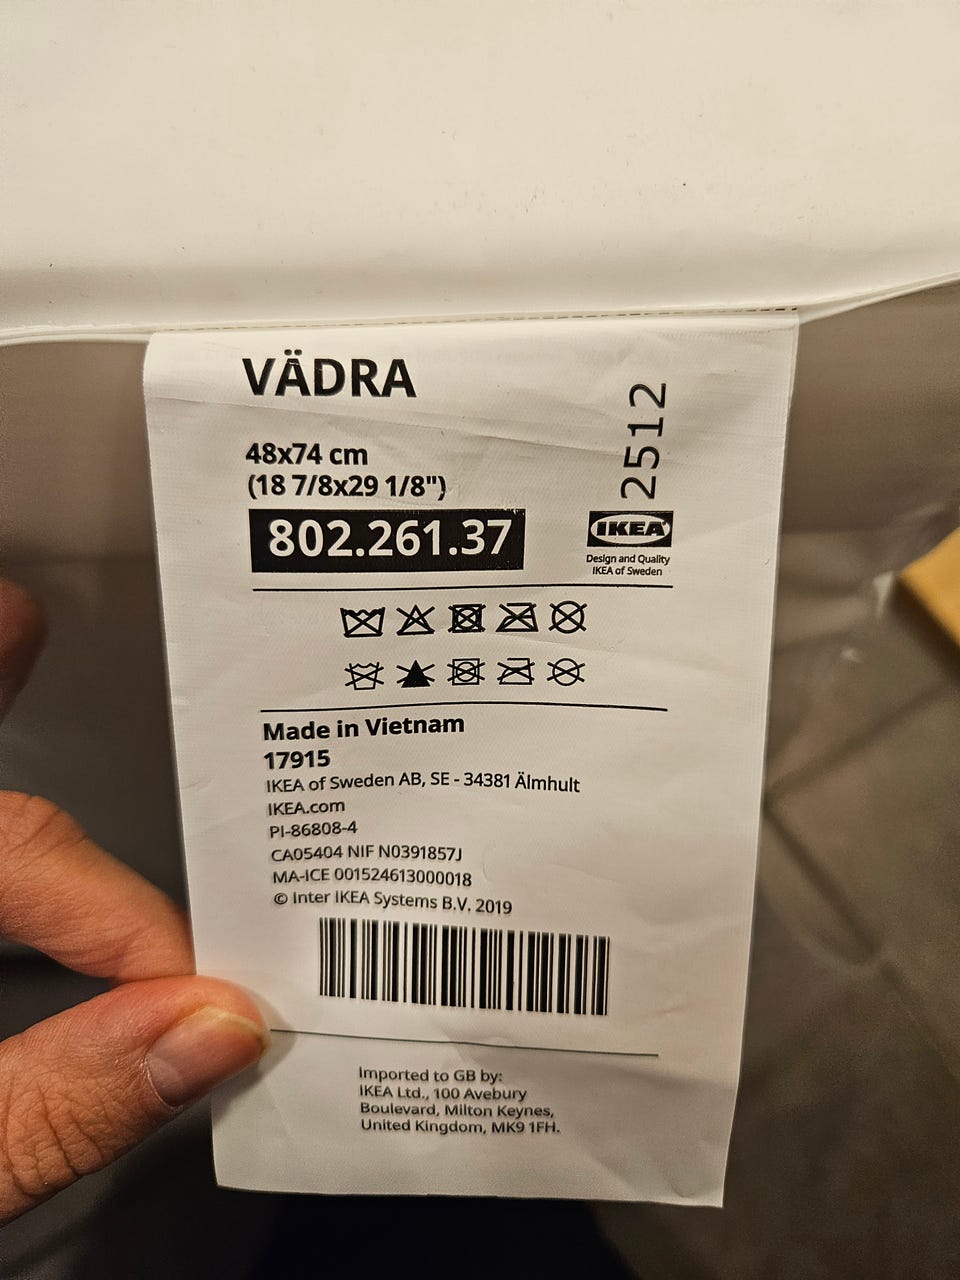 VÄDRA
48x74 cm
(18 7/8x29 1/8")
802.261.37
2512
IKEA
Design and Quality
IKEA of Sweden
Made in Vietnam
17915
IKEA of Sweden AB, SE - 34381 Älmhult
IKEA.com
PI-86808-4
CA05404 NIF N0391857J
MA-ICE 001524613000018
© Inter IKEA Systems B.V. 2019
Imported to GB by:
IKEA Ltd., 100 Avebury
Boulevard, Milton Keynes,
United Kingdom, MK9 1FH.